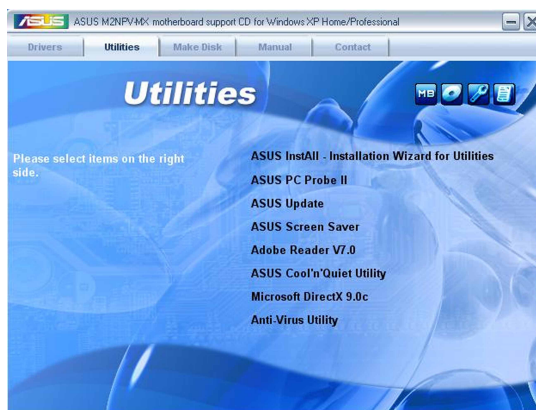 ASUS ASUS M2NPV-MX motherboard support CD for Windows XP Home/Professional
Drivers Utilities Make Disk Manual Contact
Utilities
MB
Please select items on the right
side.
ASUS InstAll - Installation Wizard for Utilities
ASUS PC Probe II
ASUS Update
ASUS Screen Saver
Adobe Reader V7.0
ASUS Cool'n'Quiet Utility
Microsoft DirectX 9.0c
Anti-Virus Utility